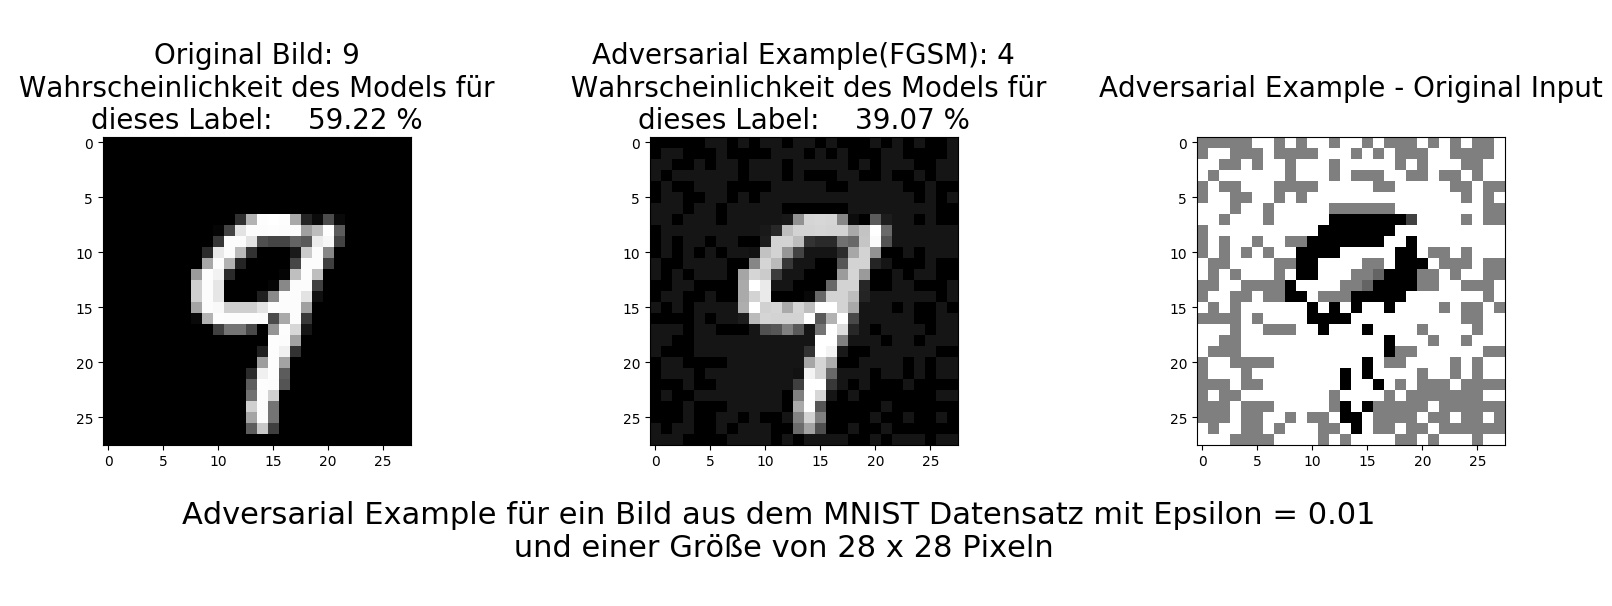 Original Bild: 9
Wahrscheinlichkeit des Models für
dieses Label: 59.22 %
Adversarial Example(FGSM): 4
Wahrscheinlichkeit des Models für
dieses Label: 39.07 %
Adversarial Example - Original Input
0
5
10
15
20
25
0 5 10 15 20 25
0
5
10
15
20
25
0 5 10 15 20 25
0
5
10
15
20
25
0 5 10 15 20 25
Adversarial Example für ein Bild aus dem MNIST Datensatz mit Epsilon = 0.01
und einer Größe von 28 x 28 Pixeln